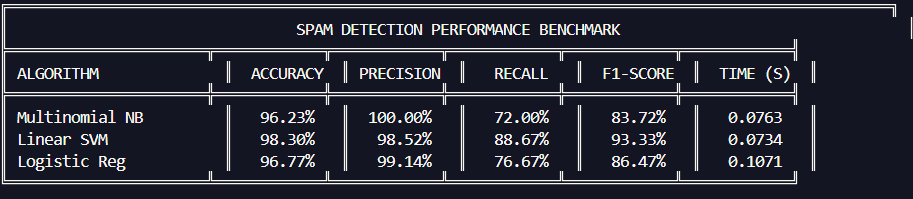 SPAM DETECTION PERFORMANCE BENCHMARK
ALGORITHM ACCURACY PRECISION RECALL F1-SCORE TIME (S)
Multinomial NB 96.23% 100.00% 72.00% 83.72% 0.0763
Linear SVM 98.30% 98.52% 88.67% 93.33% 0.0734
Logistic Reg 96.77% 99.14% 76.67% 86.47% 0.1071